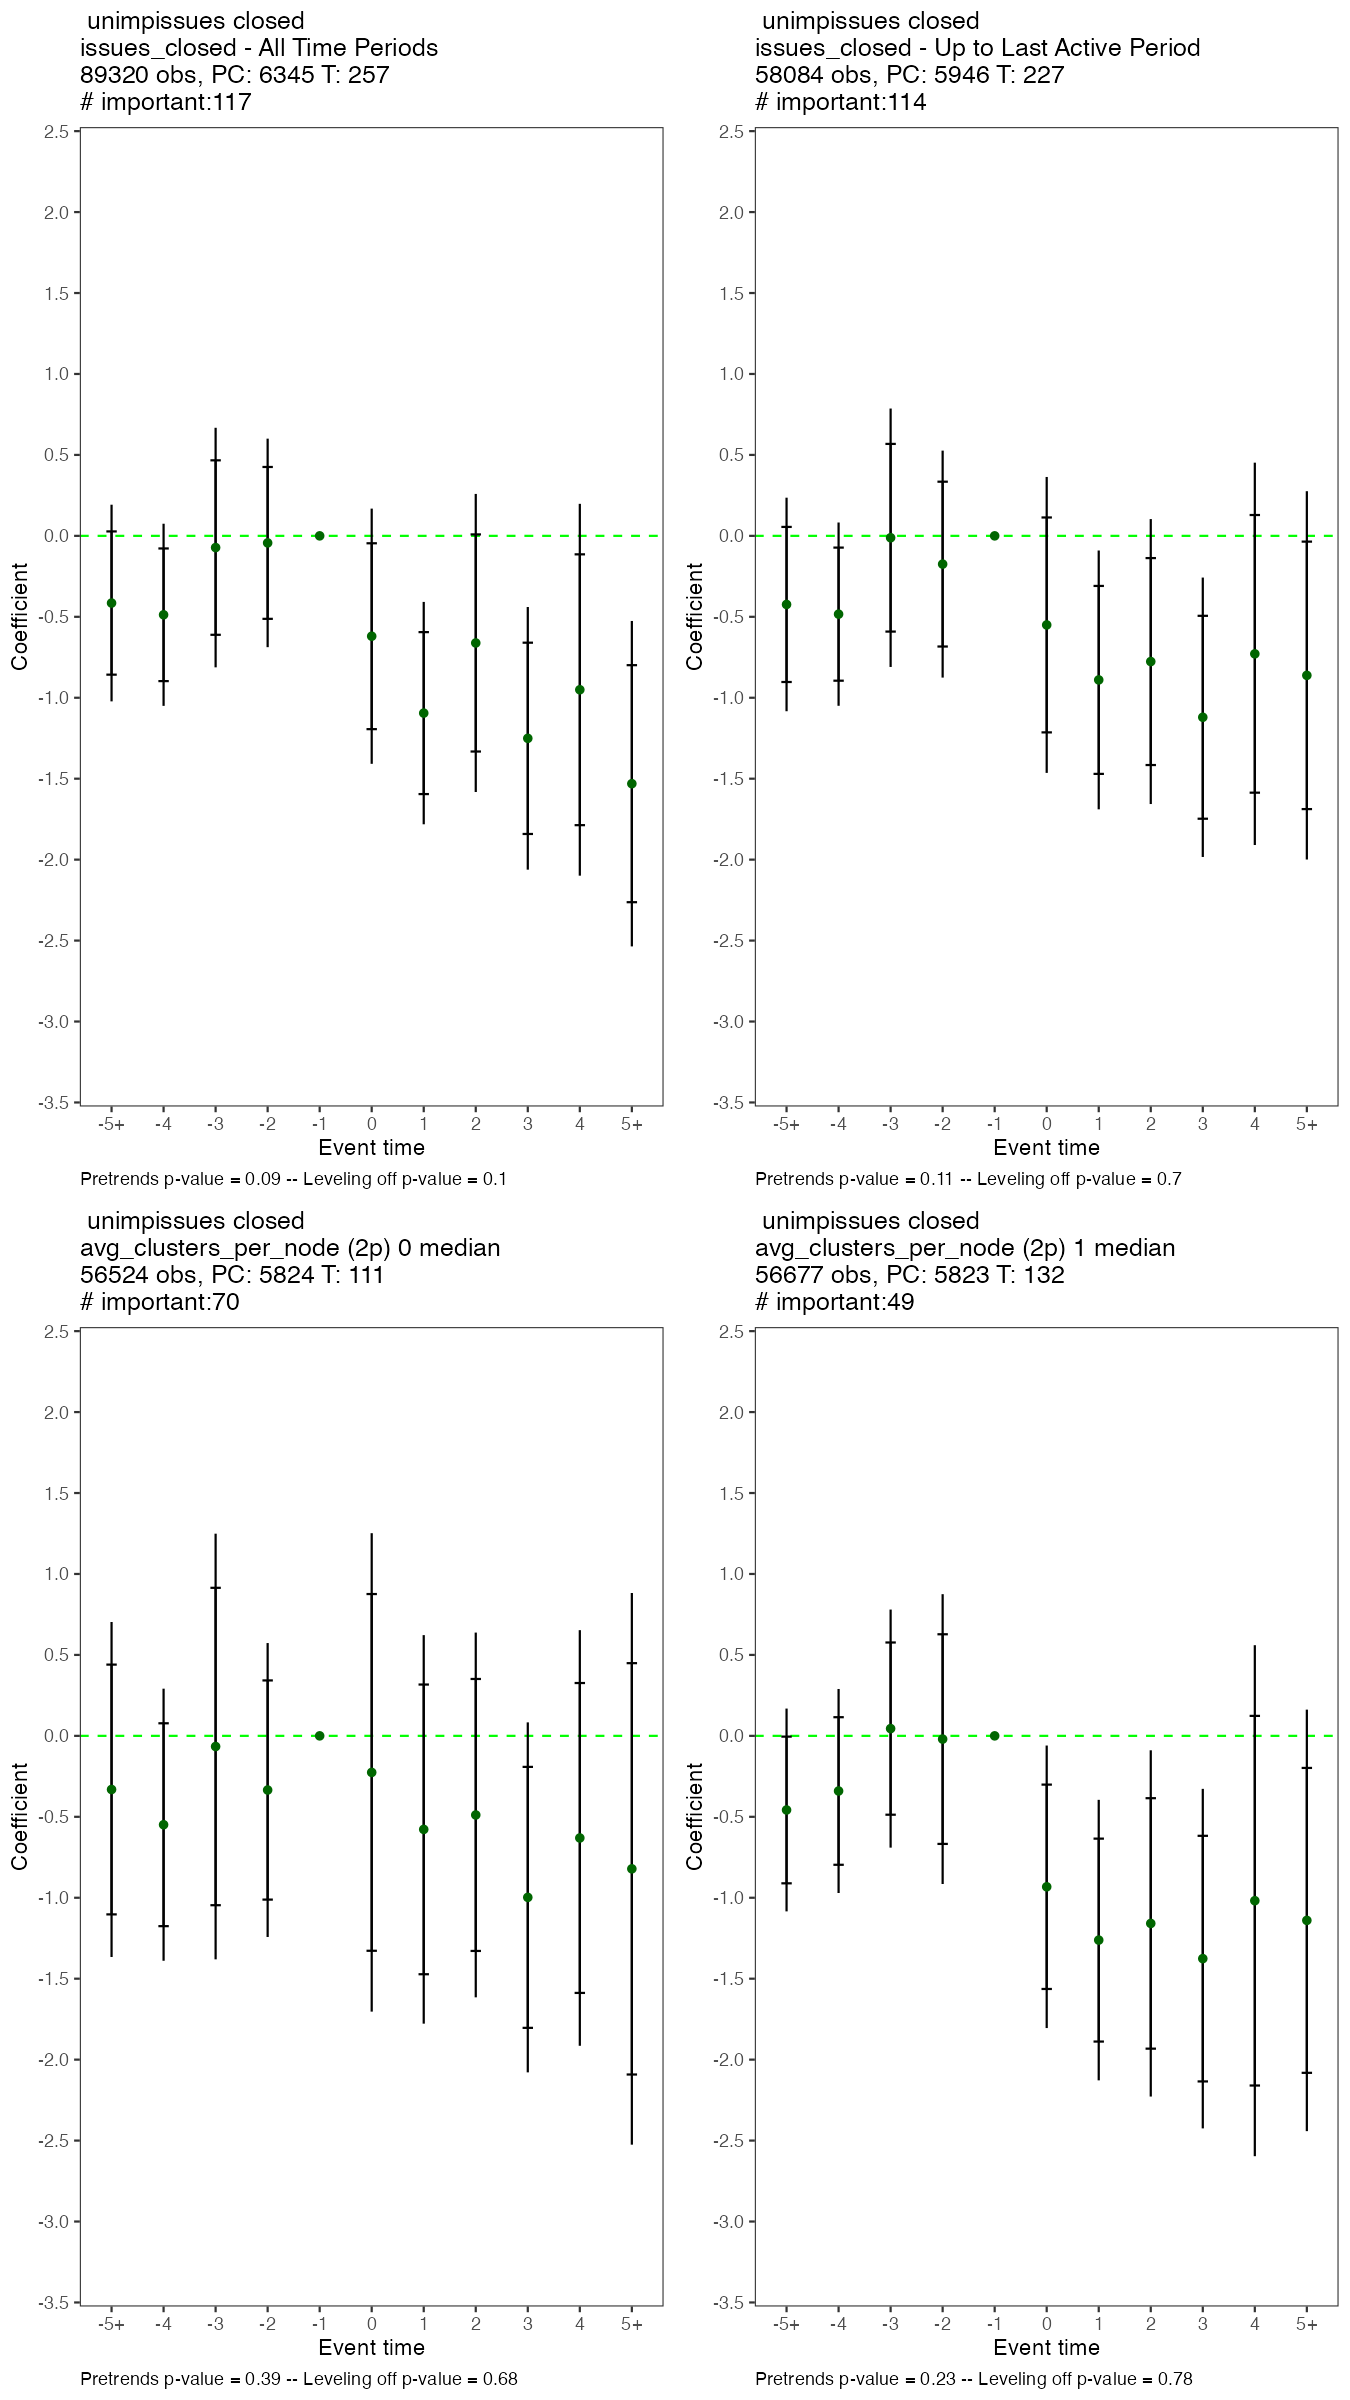 unimpissues closed
issues_closed - All Time Periods
89320 obs, PC: 6345 T: 257
# important:117
2.5
2.0
1.5
1.0
0.5
0.0
-0.5
-1.0
-1.5
-2.0
-2.5
-3.0
-3.5
Coefficient
-5+ -4 -3 -2 -1 0 1 2 3 4 5+
Event time
Pretrends p-value = 0.09 -- Leveling off p-value = 0.1
unimpissues closed
issues_closed - Up to Last Active Period
58084 obs, PC: 5946 T: 227
# important:114
2.5
2.0
1.5
1.0
0.5
0.0
-0.5
-1.0
-1.5
-2.0
-2.5
-3.0
-3.5
Coefficient
-5+ -4 -3 -2 -1 0 1 2 3 4 5+
Event time
Pretrends p-value = 0.11 -- Leveling off p-value = 0.7
unimpissues closed
avg_clusters_per_node (2p) 0 median
56524 obs, PC: 5824 T: 111
# important:70
2.5
2.0
1.5
1.0
0.5
0.0
-0.5
-1.0
-1.5
-2.0
-2.5
-3.0
-3.5
Coefficient
-5+ -4 -3 -2 -1 0 1 2 3 4 5+
Event time
Pretrends p-value = 0.39 -- Leveling off p-value = 0.68
unimpissues closed
avg_clusters_per_node (2p) 1 median
56677 obs, PC: 5823 T: 132
# important:49
2.5
2.0
1.5
1.0
0.5
0.0
-0.5
-1.0
-1.5
-2.0
-2.5
-3.0
-3.5
Coefficient
-5+ -4 -3 -2 -1 0 1 2 3 4 5+
Event time
Pretrends p-value = 0.23 -- Leveling off p-value = 0.78